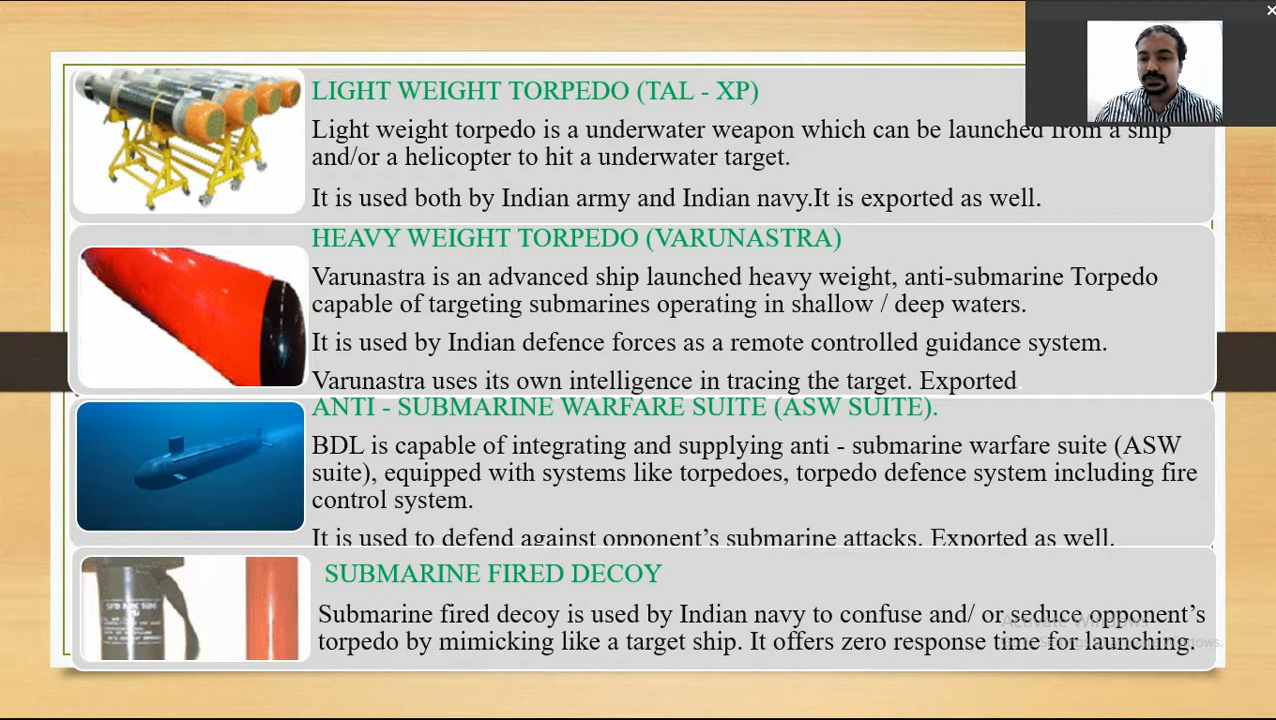 LIGHT WEIGHT TORPEDO (TAL - XP)
Light weight torpedo is a underwater weapon which can be launched from a ship
and/or a helicopter to hit a underwater target.
It is used both by Indian army and Indian navy.It is exported as well.
HEAVY WEIGHT TORPEDO (VARUNASTRA)
Varunastra is an advanced ship launched heavy weight, anti-submarine Torpedo
capable of targeting submarines operating in shallow / deep waters.
It is used by Indian defence forces as a remote controlled guidance system.
Varunastra uses its own intelligence in tracing the target. Exported
ANTI - SUBMARINE WARFARE SUITE (ASW SUITE).
BDL is capable of integrating and supplying anti - submarine warfare suite (ASW
suite), equipped with systems like torpedoes, torpedo defence system including fire
control system.
It is used to defend against opponent's submarine attacks. Exported as well.
SUBMARINE FIRED DECOY
Submarine fired decoy is used by Indian navy to confuse and/ or seduce opponent's
torpedo by mimicking like a target ship. It offers zero response time for launching.
Activate Windows